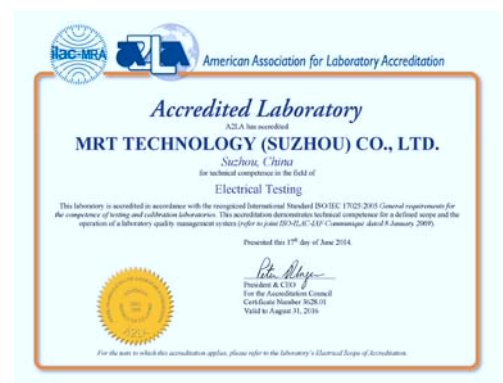 ilac-MRA
A2LA
American Association for Laboratory Accreditation
Accredited Laboratory
A2LA has accredited
MRT TECHNOLOGY (SUZHOU) CO., LTD.
Suzhou, China
for technical competence in the field of
Electrical Testing
This laboratory is accredited in accordance with the recognized International Standard ISO/IEC 17025:2005 General requirements for
the competence of testing and calibration laboratories. This accreditation demonstrates technical competence for a defined scope and the
operation of a laboratory quality management system (refer to joint ISO-ILAC-IAF Communiqué dated 8 January 2009).
Presented this 17th day of June 2014.
President & CEO
For the Accreditation Council
Certificate Number 3628.01
Valid to August 31, 2016
A2LA
For the tests to which this accreditation applies, please refer to the laboratory's Electrical Scope of Accreditation.